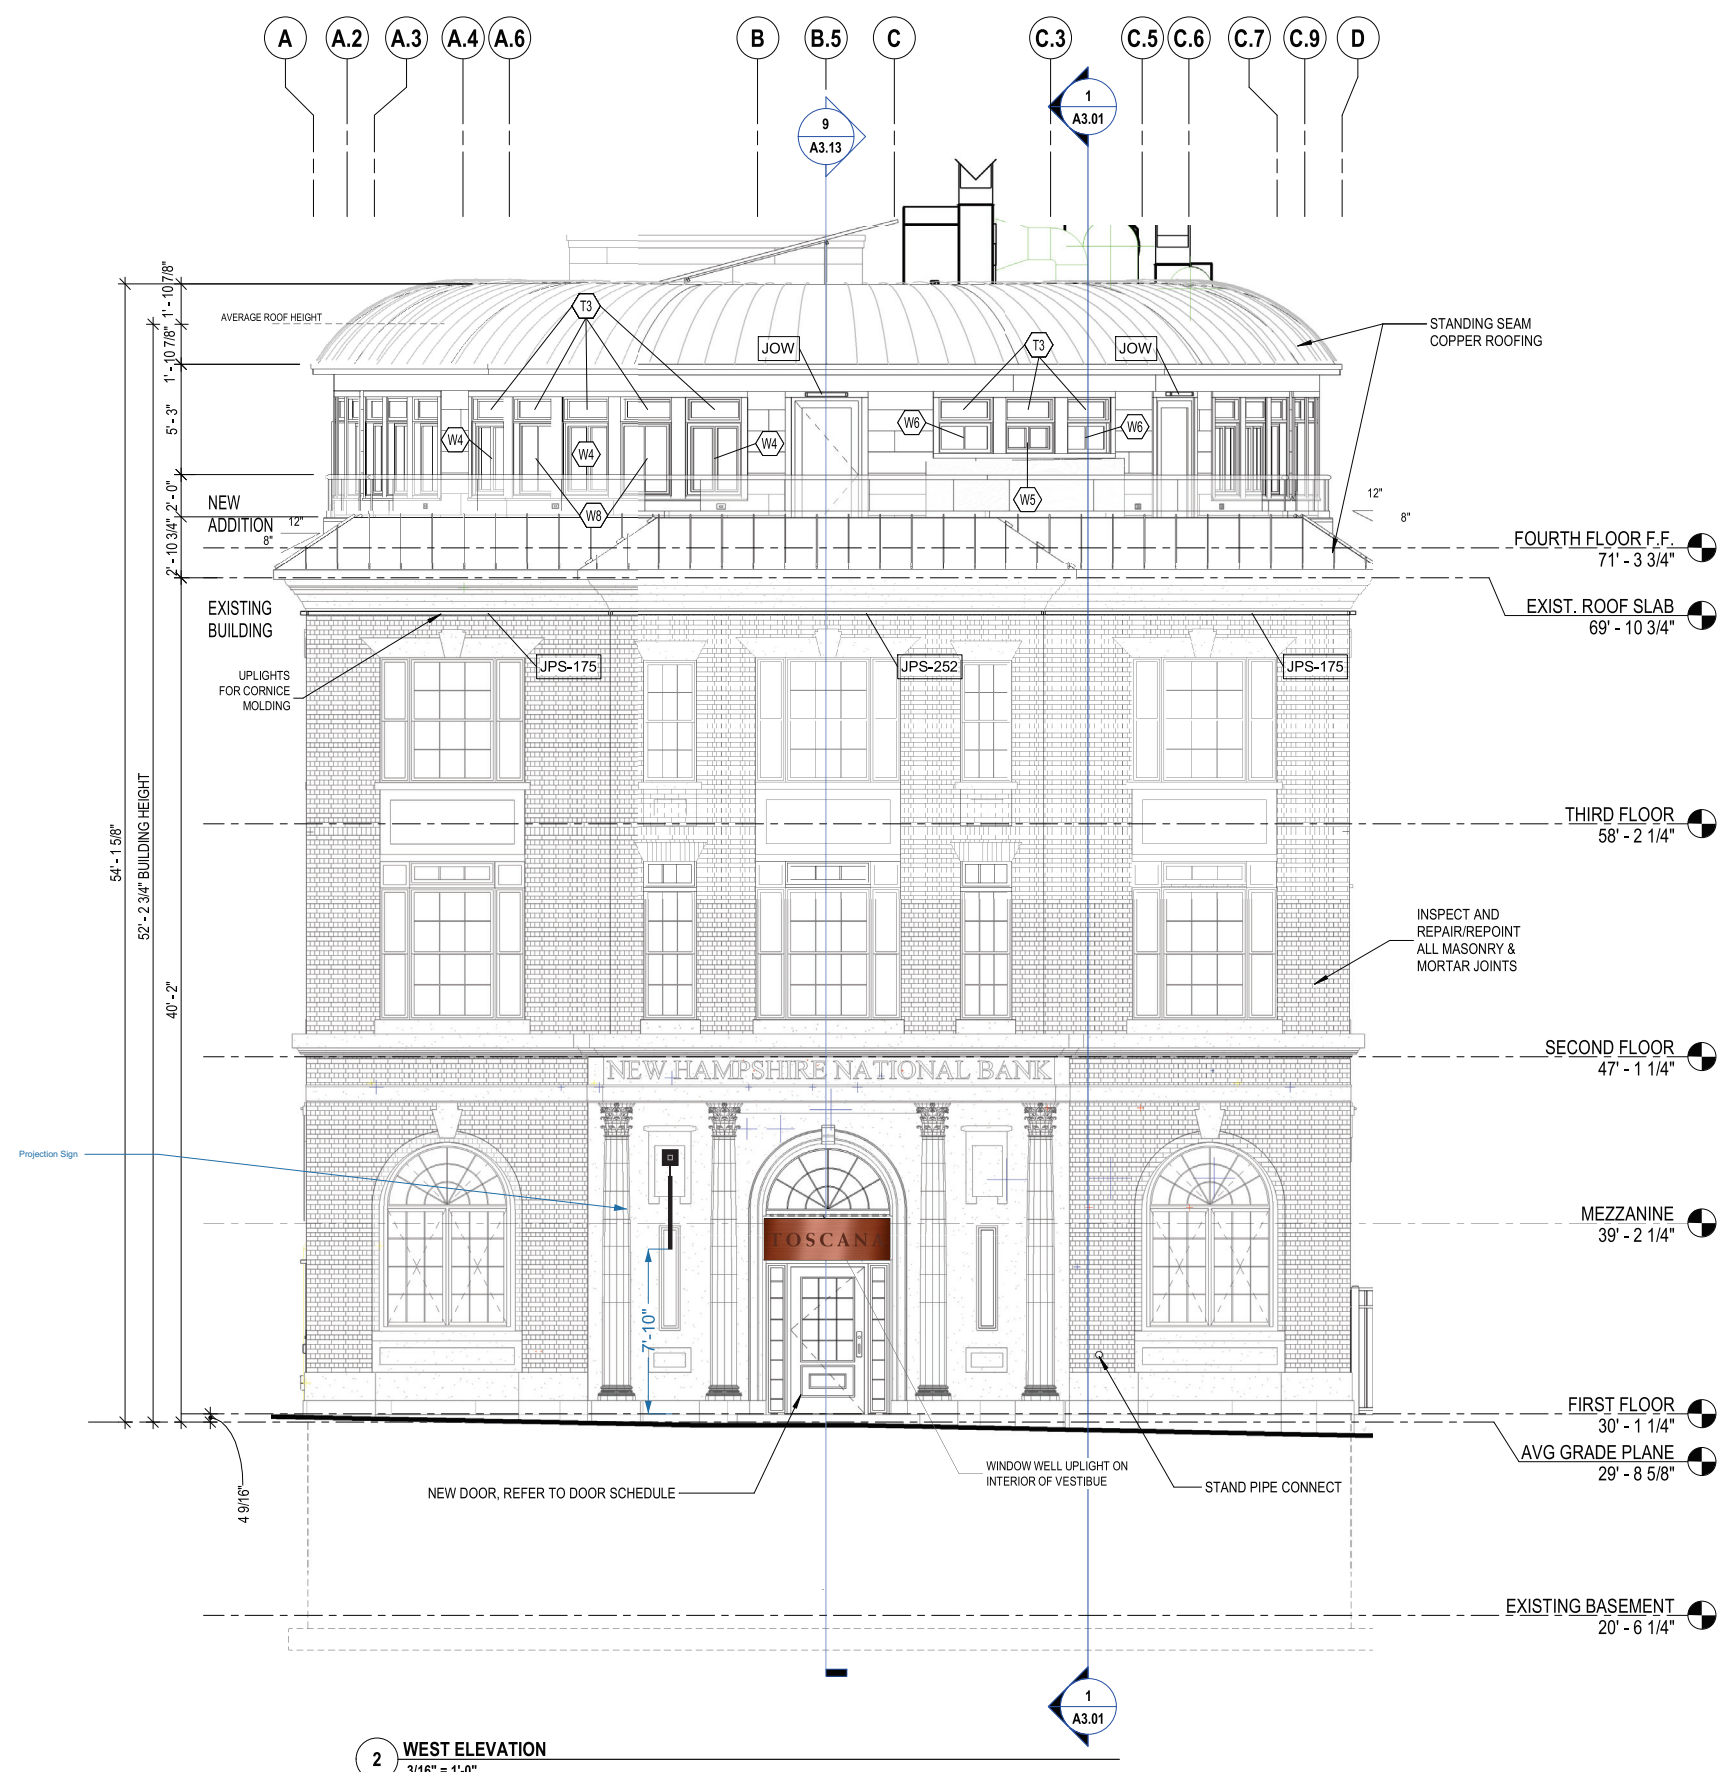 A A.2 A.3 A.4 A.6 B B.5 C C.3 C.5 C.6 C.7 C.9 D
1
A3.01
9
A3.13
1' - 10 7/8"
AVERAGE ROOF HEIGHT
1' - 10 7/8"
T3
JOW
T3
JOW
STANDING SEAM
COPPER ROOFING
5' - 3"
W4
W4
W4
W6
W6
W5
W8
2' - 0"
NEW
ADDITION
12"
8"
12"
8"
2' - 10 3/4"
FOURTH FLOOR F.F.
71' - 3 3/4"
EXISTING
BUILDING
EXIST. ROOF SLAB
69' - 10 3/4"
UPLIGHTS
FOR CORNICE
MOLDING
JPS-175
JPS-252
JPS-175
54' - 1 5/8"
52' - 2 3/4" BUILDING HEIGHT
40' - 2"
THIRD FLOOR
58' - 2 1/4"
INSPECT AND
REPAIR/REPOINT
ALL MASONRY &
MORTAR JOINTS
SECOND FLOOR
47' - 1 1/4"
NEW HAMPSHIRE NATIONAL BANK
Projection Sign
MEZZANINE
39' - 2 1/4"
TOSCANA
7'-10"
FIRST FLOOR
30' - 1 1/4"
AVG GRADE PLANE
29' - 8 5/8"
4 9/16"
NEW DOOR, REFER TO DOOR SCHEDULE
WINDOW WELL UPLIGHT ON
INTERIOR OF VESTIBUE
STAND PIPE CONNECT
EXISTING BASEMENT
20' - 6 1/4"
1
A3.01
2
WEST ELEVATION
3/16" = 1'-0"